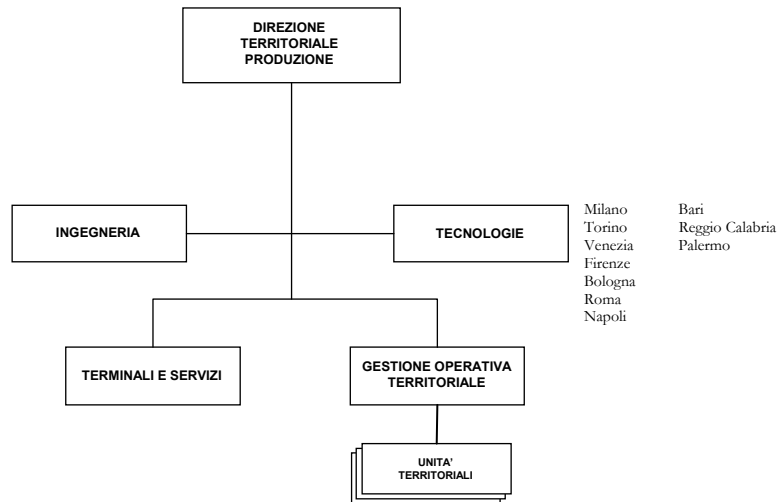 DIREZIONE
TERRITORIALE
PRODUZIONE
INGEGNERIA
TECNOLOGIE
Milano
Torino
Venezia
Firenze
Bologna
Roma
Napoli
Bari
Reggio Calabria
Palermo
TERMINALI E SERVIZI
GESTIONE OPERATIVA
TERRITORIALE
UNITA'
TERRITORIALI